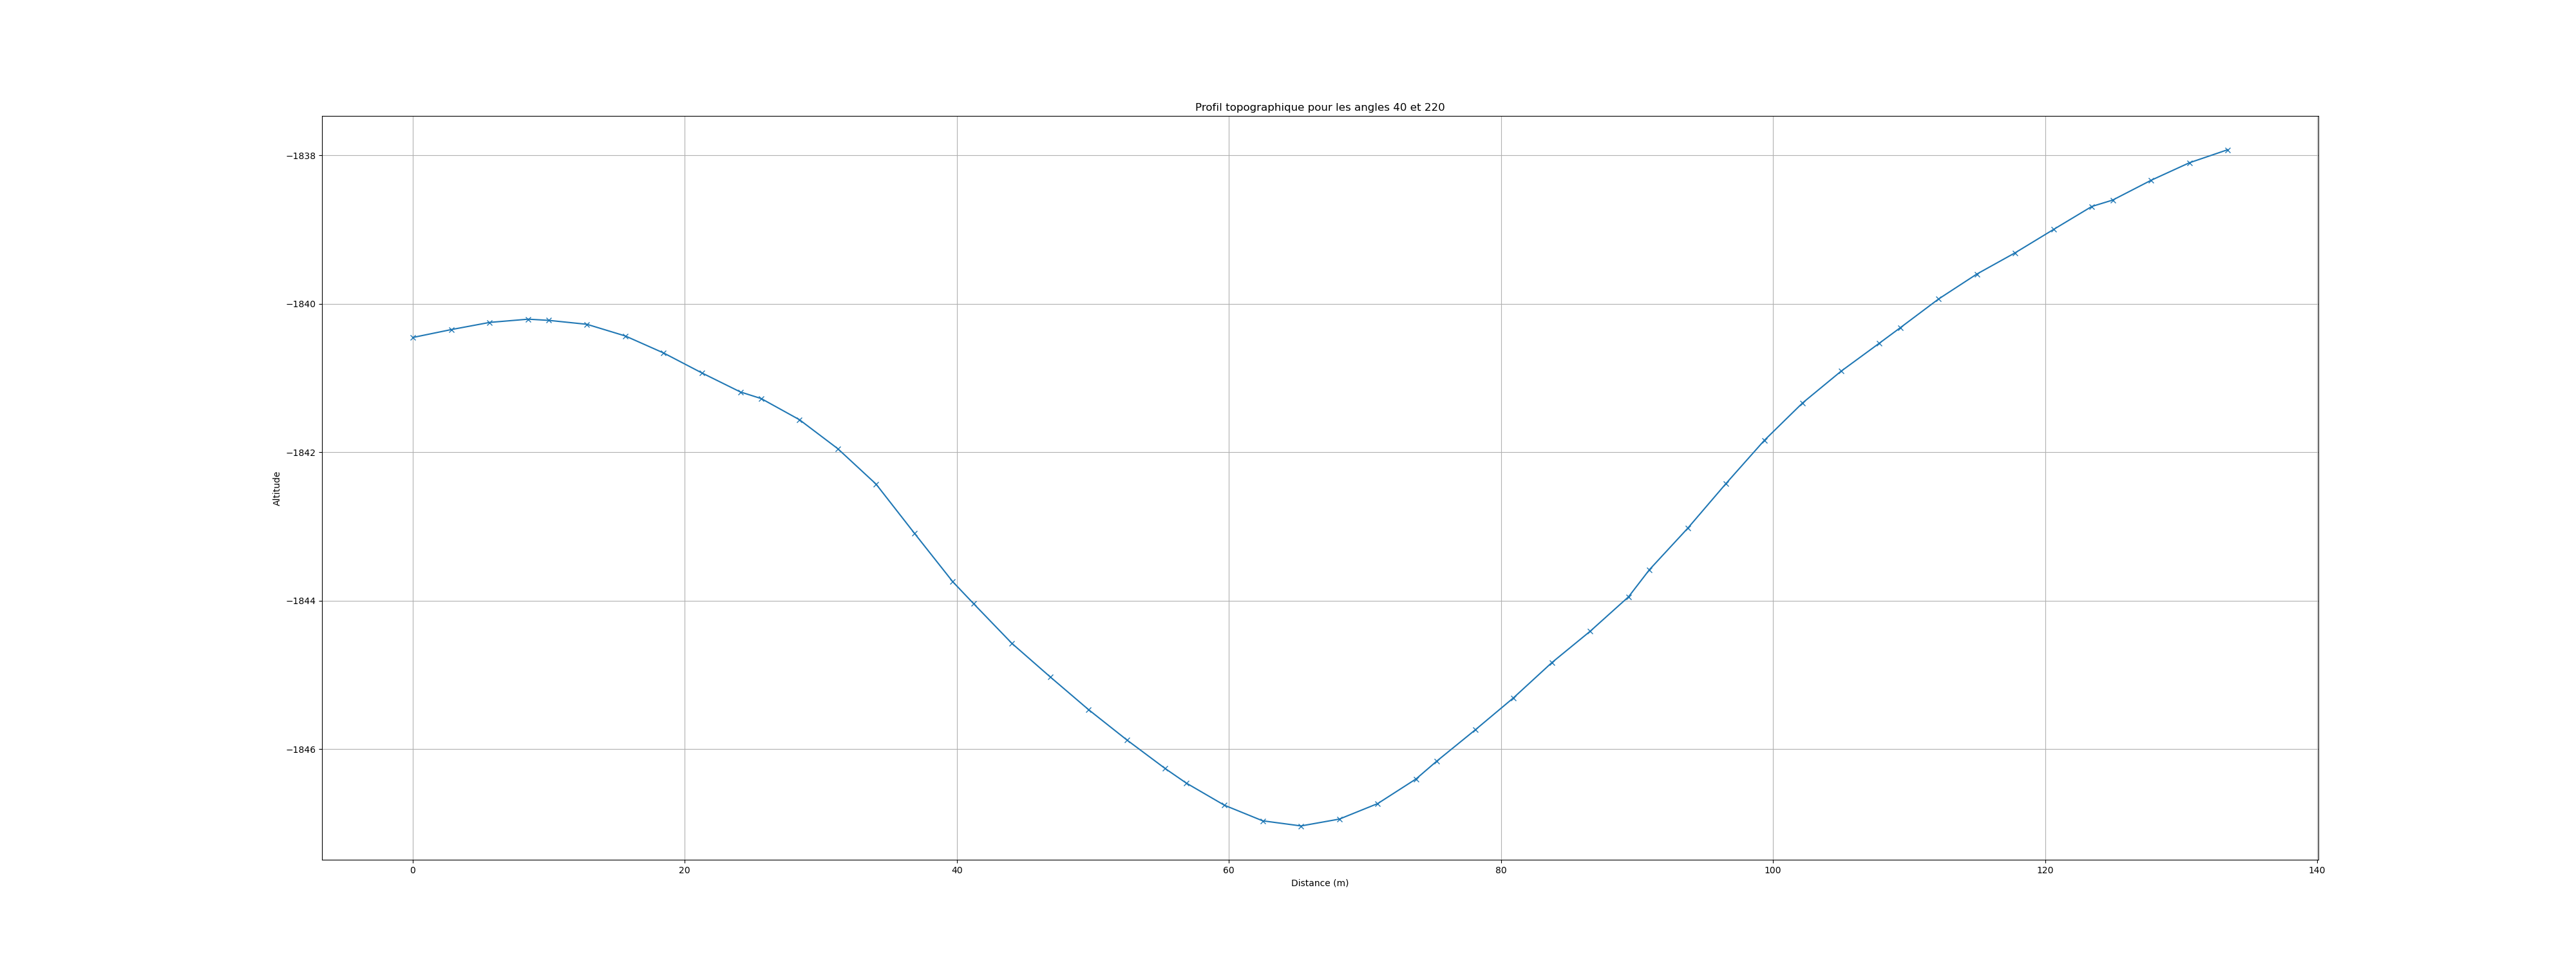 Profil topographique pour les angles 40 et 220
−1838
−1840
−1842
−1844
−1846
Altitude
0 20 40 60 80 100 120 140
Distance (m)